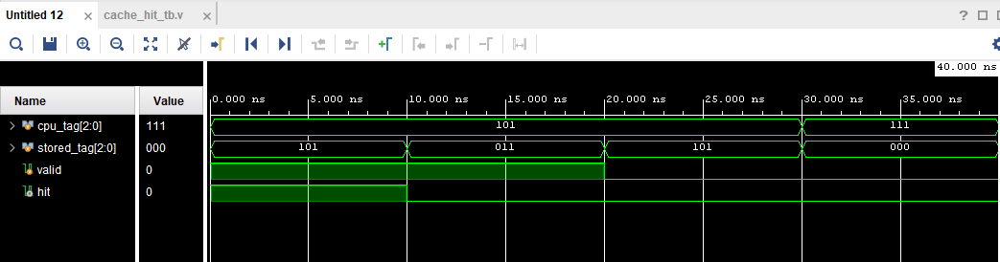 Untitled 12 × cache_hit_tb.v ×
?
40.000 ns
Name Value
0.000 ns 5.000 ns 10.000 ns 15.000 ns 20.000 ns 25.000 ns 30.000 ns 35.000 ns
cpu_tag[2:0] 111 101 111
stored_tag[2:0] 000 101 011 101 000
valid 0
hit 0